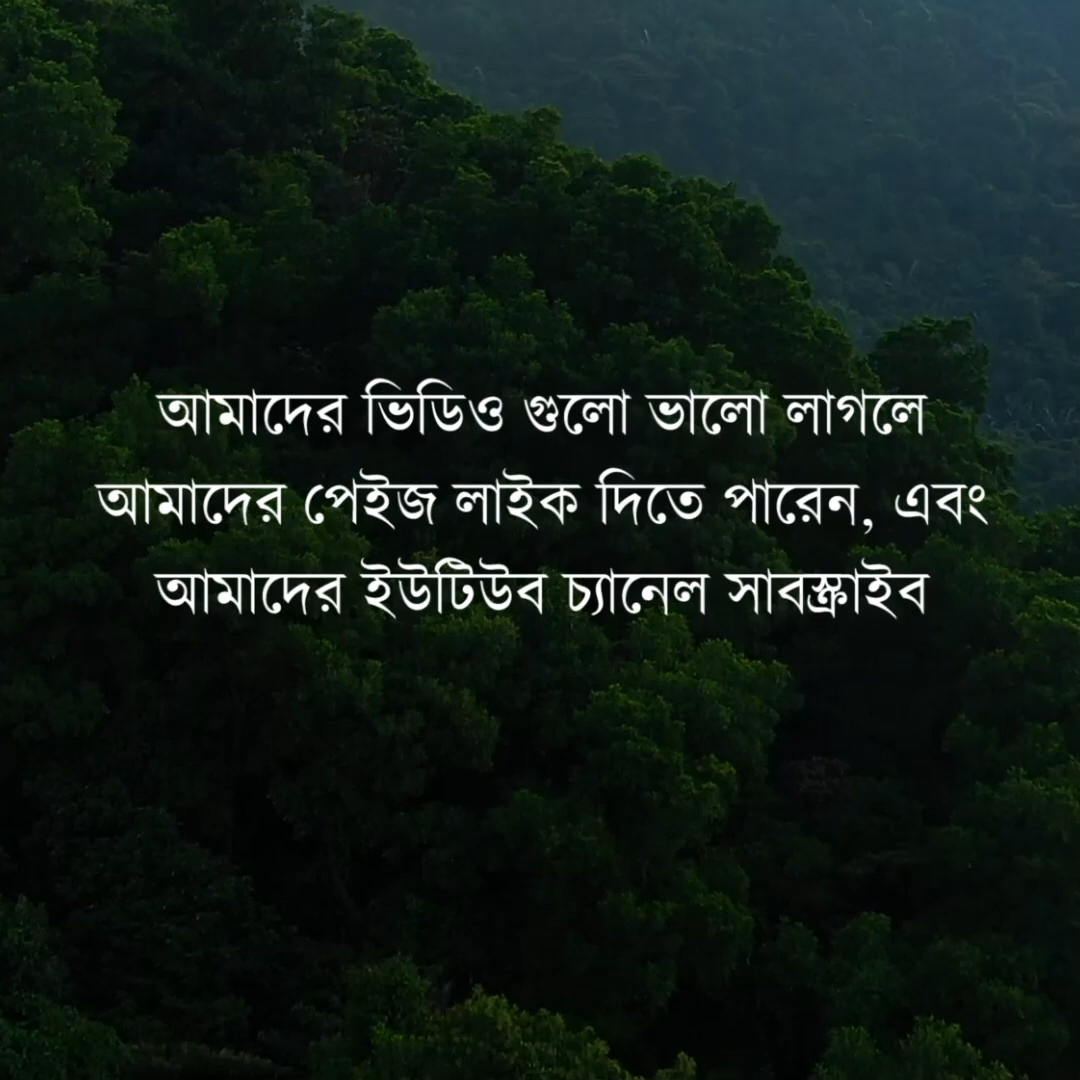 আমাদের ভিডিও গুলো ভালো লাগলে
আমাদের পেইজ লাইক দিতে পারেন, এবং
আমাদের ইউটিউব চ্যানেল সাবস্ক্রাইব